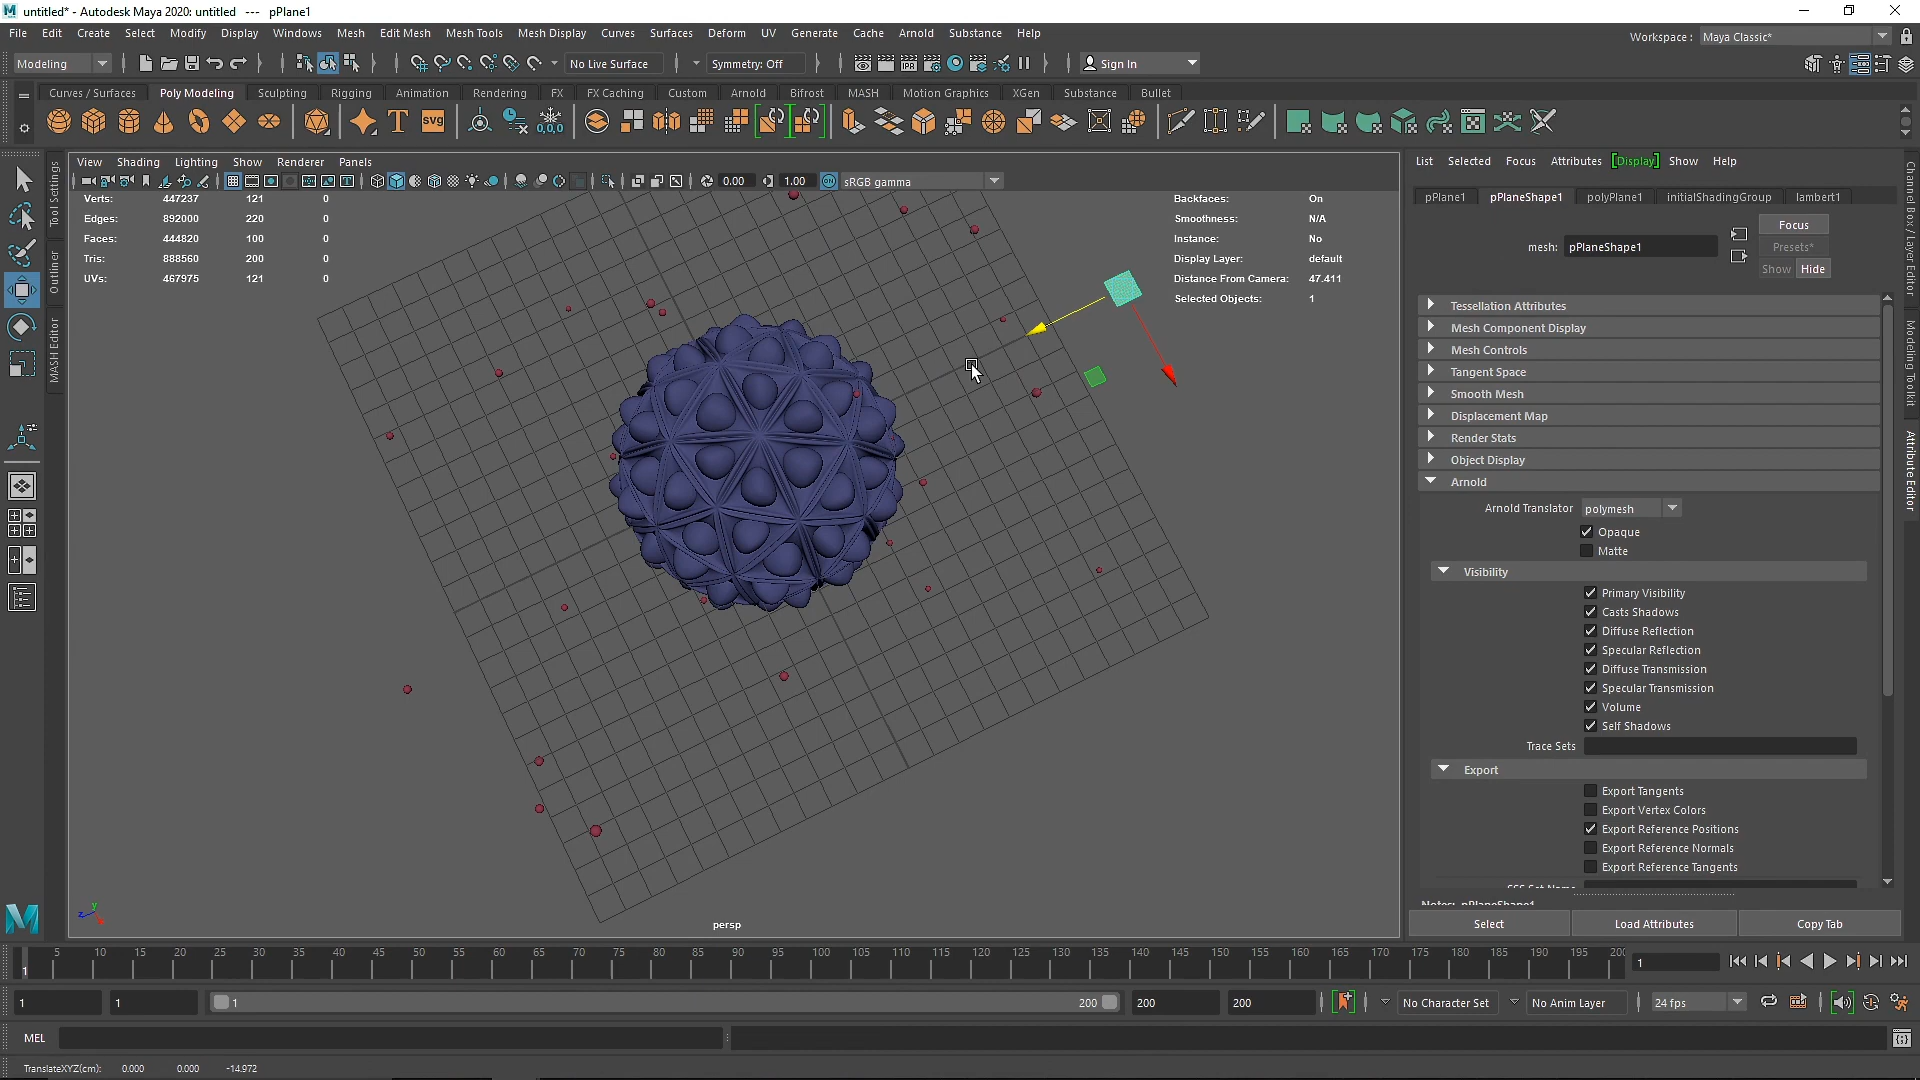 untitled* - Autodesk Maya 2020: untitled --- pPlane1
File Edit Create Select Modify Display Windows Mesh Edit Mesh Mesh Tools Mesh Display Curves Surfaces Deform UV Generate Cache Arnold Substance Help
Workspace : Maya Classic*
Modeling No Live Surface Symmetry: Off Sign In
Curves / Surfaces Poly Modeling Sculpting Rigging Animation Rendering FX FX Caching Custom Arnold Bifrost MASH Motion Graphics XGen Substance Bullet
View Shading Lighting Show Renderer Panels
0.00 1.00 sRGB gamma
Verts: 447237 121 0
Edges: 892000 220 0
Faces: 444820 100 0
Tris: 888560 200 0
UVs: 467975 121 0
Backfaces: On
Smoothness: N/A
Instance: No
Display Layer: default
Distance From Camera: 47.411
Selected Objects: 1
persp
Tool Settings
Outliner
MASH Editor
List Selected Focus Attributes Display Show Help
pPlane1 pPlaneShape1 polyPlane1 initialShadingGroup lambert1
mesh: pPlaneShape1
Focus
Presets*
Show Hide
Tessellation Attributes
Mesh Component Display
Mesh Controls
Tangent Space
Smooth Mesh
Displacement Map
Render Stats
Object Display
Arnold
Arnold Translator polymesh
Opaque
Matte
Visibility
Primary Visibility
Casts Shadows
Diffuse Reflection
Specular Reflection
Diffuse Transmission
Specular Transmission
Volume
Self Shadows
Trace Sets
Export
Export Tangents
Export Vertex Colors
Export Reference Positions
Export Reference Normals
Export Reference Tangents
Notes: pPlaneShape1
Select Load Attributes Copy Tab
Channel Box / Layer Editor
Modeling Toolkit
Attribute Editor
5 10 15 20 25 30 35 40 45 50 55 60 65 70 75 80 85 90 95 100 105 110 115 120 125 130 135 140 145 150 155 160 165 170 175 180 185 190 195 200
1 1
1 1 1 200 200 200 No Character Set No Anim Layer 24 fps
MEL
TranslateXYZ(cm): 0.000 0.000 -14.972